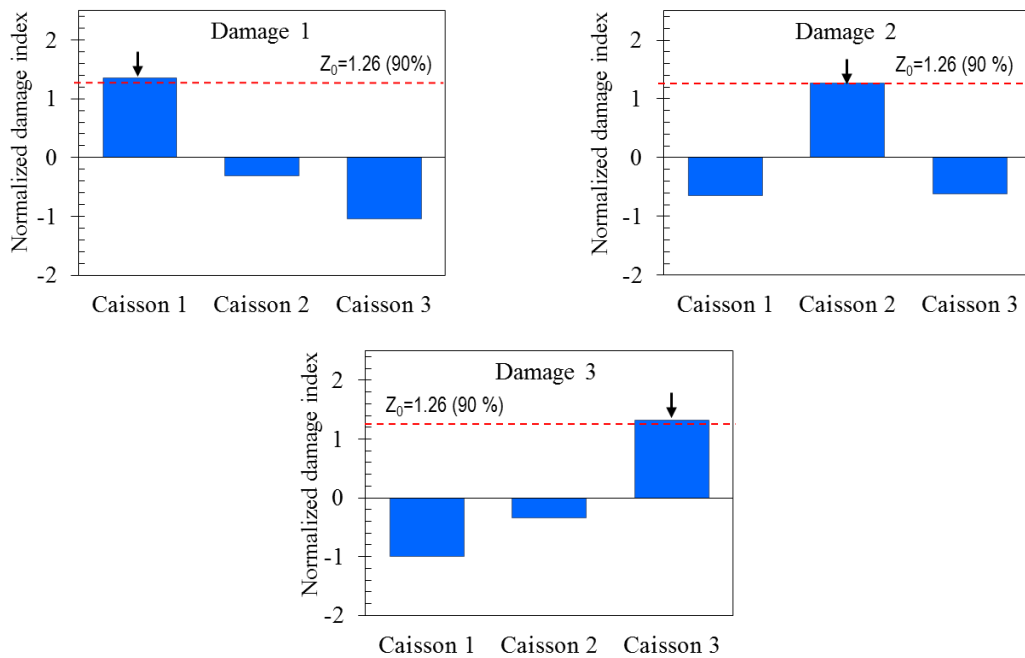 Damage 1
Z₀=1.26 (90%)
Normalized damage index
2
1
0
-1
-2
Caisson 1 Caisson 2 Caisson 3
Damage 2
Z₀=1.26 (90 %)
Normalized damage index
2
1
0
-1
-2
Caisson 1 Caisson 2 Caisson 3
Damage 3
Z₀=1.26 (90 %)
Normalized damage index
2
1
0
-1
-2
Caisson 1 Caisson 2 Caisson 3